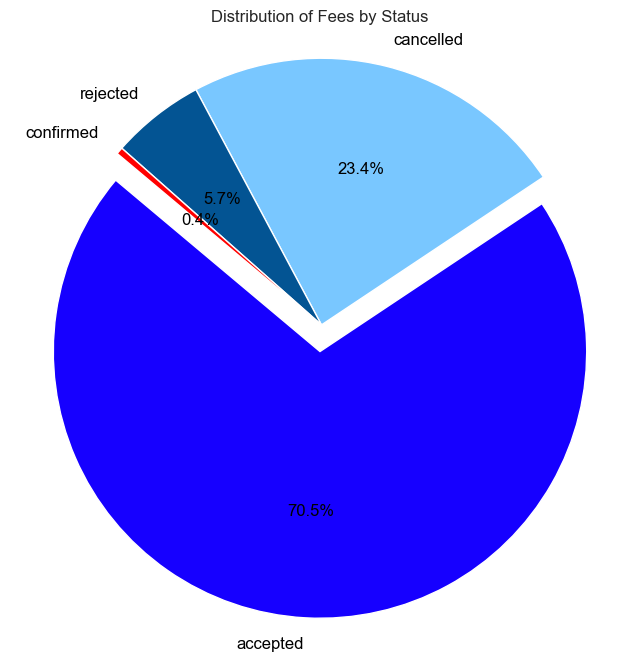 Distribution of Fees by Status
cancelled
rejected
confirmed
23.4%
5.7%
0.4%
70.5%
accepted